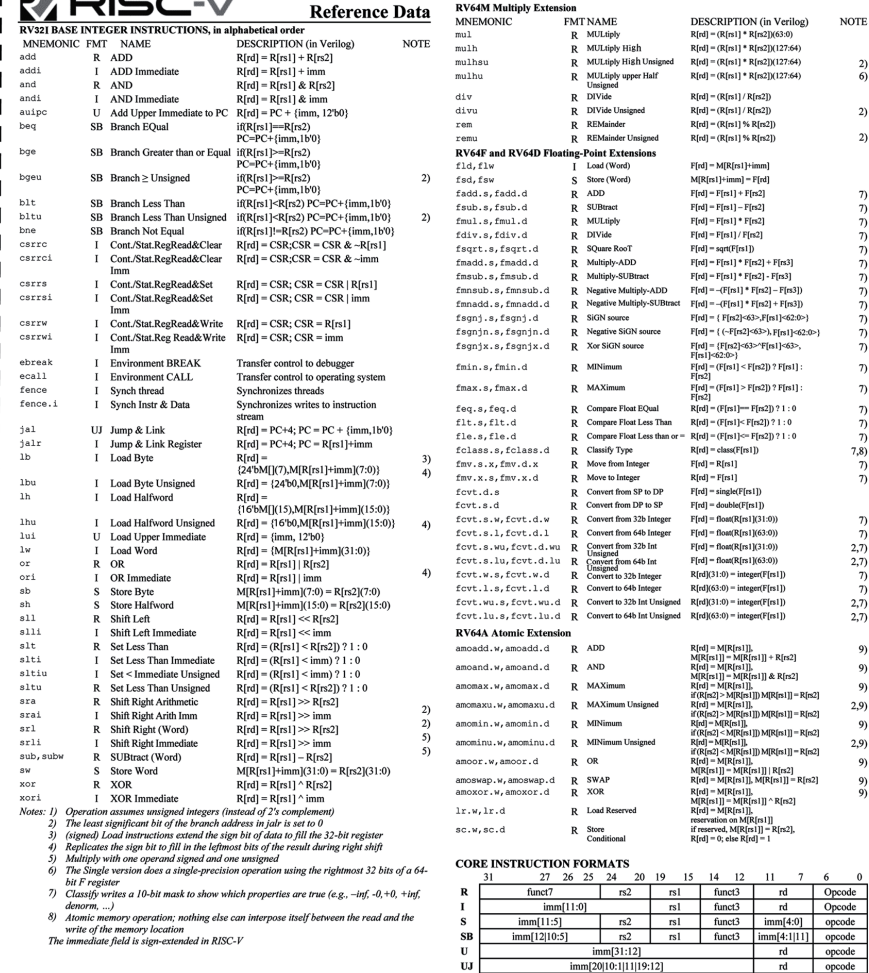 RISC-V
Reference Data
RV32I BASE INTEGER INSTRUCTIONS, in alphabetical order
MNEMONIC FMT NAME DESCRIPTION (in Verilog) NOTE
add R ADD R[rd] = R[rs1] + R[rs2]
addi I ADD Immediate R[rd] = R[rs1] + imm
and R AND R[rd] = R[rs1] & R[rs2]
andi I AND Immediate R[rd] = R[rs1] & imm
auipc U Add Upper Immediate to PC R[rd] = PC + {imm, 12'b0}
beq SB Branch EQual if(R[rs1]==R[rs2)
PC=PC+{imm,1b'0}
bge SB Branch Greater than or Equal if(R[rs1]>=R[rs2)
PC=PC+{imm,1b'0}
bgeu SB Branch ≥ Unsigned if(R[rs1]>=R[rs2) 2)
PC=PC+{imm,1b'0}
blt SB Branch Less Than if(R[rs1]<R[rs2) PC=PC+{imm,1b'0}
bltu SB Branch Less Than Unsigned if(R[rs1]<R[rs2) PC=PC+{imm,1b'0} 2)
bne SB Branch Not Equal if(R[rs1]!=R[rs2) PC=PC+{imm,1b'0}
csrrc I Cont./Stat.RegRead&Clear R[rd] = CSR;CSR = CSR & ~R[rs1]
csrrci I Cont./Stat.RegRead&Clear R[rd] = CSR;CSR = CSR & ~imm
Imm
csrrs I Cont./Stat.RegRead&Set R[rd] = CSR; CSR = CSR | R[rs1]
csrrsi I Cont./Stat.RegRead&Set R[rd] = CSR; CSR = CSR | imm
Imm
csrrw I Cont./Stat.RegRead&Write R[rd] = CSR; CSR = R[rs1]
csrrwi I Cont./Stat.Reg Read&Write R[rd] = CSR; CSR = imm
Imm
ebreak I Environment BREAK Transfer control to debugger
ecall I Environment CALL Transfer control to operating system
fence I Synch thread Synchronizes threads
fence.i I Synch Instr & Data Synchronizes writes to instruction
stream
jal UJ Jump & Link R[rd] = PC+4; PC = PC + {imm,1b'0}
jalr I Jump & Link Register R[rd] = PC+4; PC = R[rs1]+imm
lb I Load Byte R[rd] = 3)
{24'bM[](7),M[R[rs1]+imm](7:0)} 4)
lbu I Load Byte Unsigned R[rd] = {24'b0,M[R[rs1]+imm](7:0)}
lh I Load Halfword R[rd] =
{16'bM[](15),M[R[rs1]+imm](15:0)}
lhu I Load Halfword Unsigned R[rd] = {16'b0,M[R[rs1]+imm](15:0)} 4)
lui U Load Upper Immediate R[rd] = {imm, 12'b0}
lw I Load Word R[rd] = {M[R[rs1]+imm](31:0)}
or R OR R[rd] = R[rs1] | R[rs2]
ori I OR Immediate R[rd] = R[rs1] | imm 4)
sb S Store Byte M[R[rs1]+imm](7:0) = R[rs2](7:0)
sh S Store Halfword M[R[rs1]+imm](15:0) = R[rs2](15:0)
sll R Shift Left R[rd] = R[rs1] << R[rs2]
slli I Shift Left Immediate R[rd] = R[rs1] << imm
slt R Set Less Than R[rd] = (R[rs1] < R[rs2]) ? 1 : 0
slti I Set Less Than Immediate R[rd] = (R[rs1] < imm) ? 1 : 0
sltiu I Set < Immediate Unsigned R[rd] = (R[rs1] < imm) ? 1 : 0
sltu R Set Less Than Unsigned R[rd] = (R[rs1] < R[rs2]) ? 1 : 0
sra R Shift Right Arithmetic R[rd] = R[rs1] >> R[rs2]
srai I Shift Right Arith Imm R[rd] = R[rs1] >> imm 2)
srl R Shift Right (Word) R[rd] = R[rs1] >> R[rs2] 2)
srli I Shift Right Immediate R[rd] = R[rs1] >> imm 5)
sub,subw R SUBtract (Word) R[rd] = R[rs1] – R[rs2] 5)
sw S Store Word M[R[rs1]+imm](31:0) = R[rs2](31:0)
xor R XOR R[rd] = R[rs1] ^ R[rs2]
xori I XOR Immediate R[rd] = R[rs1] ^ imm
Notes: 1) Operation assumes unsigned integers (instead of 2's complement)
2) The least significant bit of the branch address in jalr is set to 0
3) (signed) Load instructions extend the sign bit of data to fill the 32-bit register
4) Replicates the sign bit to fill in the leftmost bits of the result during right shift
5) Multiply with one operand signed and one unsigned
6) The Single version does a single-precision operation using the rightmost 32 bits of a 64-
bit F register
7) Classify writes a 10-bit mask to show which properties are true (e.g., –inf, -0,+0, +inf,
denorm, ...)
8) Atomic memory operation; nothing else can interpose itself between the read and the
write of the memory location
The immediate field is sign-extended in RISC-V
RV64M Multiply Extension
MNEMONIC FMT NAME DESCRIPTION (in Verilog) NOTE
mul R MULtiply R[rd] = (R[rs1] * R[rs2])(63:0)
mulh R MULtiply High R[rd] = (R[rs1] * R[rs2])(127:64)
mulhsu R MULtiply High Unsigned R[rd] = (R[rs1] * R[rs2])(127:64) 2)
mulhu R MULtiply upper Half R[rd] = (R[rs1] * R[rs2])(127:64) 6)
Unsigned
div R DIVide R[rd] = (R[rs1] / R[rs2])
divu R DIVide Unsigned R[rd] = (R[rs1] / R[rs2]) 2)
rem R REMainder R[rd] = (R[rs1] % R[rs2])
remu R REMainder Unsigned R[rd] = (R[rs1] % R[rs2]) 2)
RV64F and RV64D Floating-Point Extensions
fld,flw I Load (Word) F[rd] = M[R[rs1]+imm]
fsd,fsw S Store (Word) M[R[rs1]+imm] = F[rd]
fadd.s,fadd.d R ADD F[rd] = F[rs1] + F[rs2] 7)
fsub.s,fsub.d R SUBtract F[rd] = F[rs1] – F[rs2] 7)
fmul.s,fmul.d R MULtiply F[rd] = F[rs1] * F[rs2] 7)
fdiv.s,fdiv.d R DIVide F[rd] = F[rs1] / F[rs2] 7)
fsqrt.s,fsqrt.d R SQuare RooT F[rd] = sqrt(F[rs1]) 7)
fmadd.s,fmadd.d R Multiply-ADD F[rd] = F[rs1] * F[rs2] + F[rs3] 7)
fmsub.s,fmsub.d R Multiply-SUBtract F[rd] = F[rs1] * F[rs2] - F[rs3] 7)
fmnsub.s,fmnsub.d R Negative Multiply-ADD F[rd] = –(F[rs1] * F[rs2] – F[rs3]) 7)
fmnadd.s,fmnadd.d R Negative Multiply-SUBtract F[rd] = –(F[rs1] * F[rs2] + F[rs3]) 7)
fsgnj.s,fsgnj.d R SiGN source F[rd] = { F[rs2]<63>,F[rs1]<62:0>} 7)
fsgnjn.s,fsgnjn.d R Negative SiGN source F[rd] = { (~F[rs2]<63>), F[rs1]<62:0>} 7)
fsgnjx.s,fsgnjx.d R Xor SiGN source F[rd] = {F[rs2]<63>^F[rs1]<63>, 7)
F[rs1]<62:0>}
fmin.s,fmin.d R MINimum F[rd] = (F[rs1] < F[rs2]) ? F[rs1] : 7)
F[rs2]
fmax.s,fmax.d R MAXimum F[rd] = (F[rs1] > F[rs2]) ? F[rs1] : 7)
F[rs2]
feq.s,feq.d R Compare Float EQual R[rd] = (F[rs1]== F[rs2]) ? 1 : 0 7)
flt.s,flt.d R Compare Float Less Than R[rd] = (F[rs1]< F[rs2]) ? 1 : 0 7)
fle.s,fle.d R Compare Float Less than or = R[rd] = (F[rs1]<= F[rs2]) ? 1 : 0 7)
fclass.s,fclass.d R Classify Type R[rd] = class(F[rs1]) 7,8)
fmv.s.x,fmv.d.x R Move from Integer F[rd] = R[rs1] 7)
fmv.x.s,fmv.x.d R Move to Integer R[rd] = F[rs1] 7)
fcvt.d.s R Convert from SP to DP F[rd] = single(F[rs1])
fcvt.s.d R Convert from DP to SP F[rd] = double(F[rs1])
fcvt.s.w,fcvt.d.w R Convert from 32b Integer F[rd] = float(R[rs1](31:0)) 7)
fcvt.s.l,fcvt.d.l R Convert from 64b Integer F[rd] = float(R[rs1](63:0)) 7)
fcvt.s.wu,fcvt.d.wu R Convert from 32b Int F[rd] = float(R[rs1](31:0)) 2,7)
Unsigned
fcvt.s.lu,fcvt.d.lu R Convert from 64b Int F[rd] = float(R[rs1](63:0)) 2,7)
Unsigned
fcvt.w.s,fcvt.w.d R Convert to 32b Integer R[rd](31:0) = integer(F[rs1]) 7)
fcvt.l.s,fcvt.l.d R Convert to 64b Integer R[rd](63:0) = integer(F[rs1]) 7)
fcvt.wu.s,fcvt.wu.d R Convert to 32b Int Unsigned R[rd](31:0) = integer(F[rs1]) 2,7)
fcvt.lu.s,fcvt.lu.d R Convert to 64b Int Unsigned R[rd](63:0) = integer(F[rs1]) 2,7)
RV64A Atomic Extension
amoadd.w,amoadd.d R ADD R[rd] = M[R[rs1]], 9)
M[R[rs1]] = M[R[rs1]] + R[rs2]
amoand.w,amoand.d R AND R[rd] = M[R[rs1]], 9)
M[R[rs1]] = M[R[rs1]] & R[rs2]
amomax.w,amomax.d R MAXimum R[rd] = M[R[rs1]], 9)
if (R[rs2] > M[R[rs1]]) M[R[rs1]] = R[rs2]
amomaxu.w,amomaxu.d R MAXimum Unsigned R[rd] = M[R[rs1]], 2,9)
if (R[rs2] > M[R[rs1]]) M[R[rs1]] = R[rs2]
amomin.w,amomin.d R MINimum R[rd] = M[R[rs1]], 9)
if (R[rs2] < M[R[rs1]]) M[R[rs1]] = R[rs2]
amominu.w,amominu.d R MINimum Unsigned R[rd] = M[R[rs1]], 2,9)
if (R[rs2] < M[R[rs1]]) M[R[rs1]] = R[rs2]
amoor.w,amoor.d R OR R[rd] = M[R[rs1]], 9)
M[R[rs1]] = M[R[rs1]] | R[rs2]
amoswap.w,amoswap.d R SWAP R[rd] = M[R[rs1]], M[R[rs1]] = R[rs2] 9)
amoxor.w,amoxor.d R XOR R[rd] = M[R[rs1]], 9)
M[R[rs1]] = M[R[rs1]] ^ R[rs2]
lr.w,lr.d R Load Reserved R[rd] = M[R[rs1]],
reservation on M[R[rs1]]
sc.w,sc.d R Store if reserved, M[R[rs1]] = R[rs2],
Conditional R[rd] = 0; else R[rd] = 1
CORE INSTRUCTION FORMATS
31 27 26 25 24 20 19 15 14 12 11 7 6 0
R funct7 rs2 rs1 funct3 rd Opcode
I imm[11:0] rs1 funct3 rd Opcode
S imm[11:5] rs2 rs1 funct3 imm[4:0] opcode
SB imm[12|10:5] rs2 rs1 funct3 imm[4:1|11] opcode
U imm[31:12] rd opcode
UJ imm[20|10:1|11|19:12] rd opcode